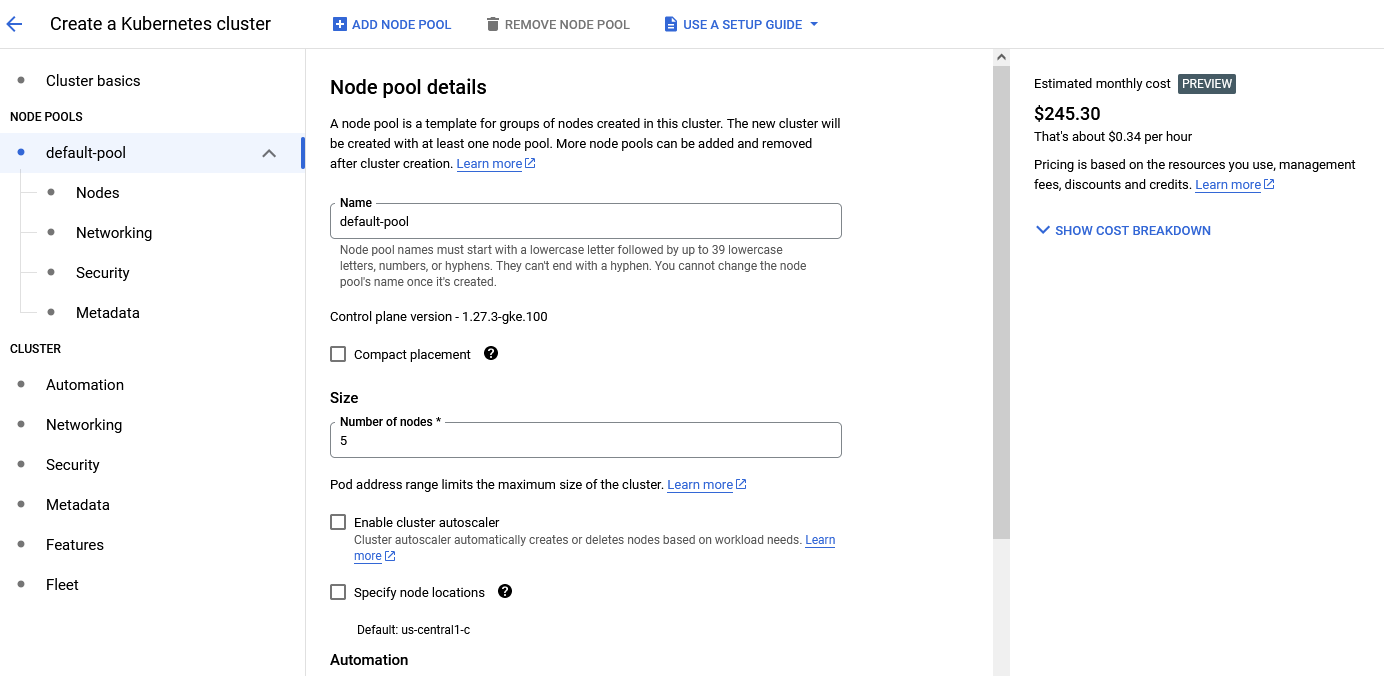 Create a Kubernetes cluster
ADD NODE POOL
REMOVE NODE POOL
USE A SETUP GUIDE
Cluster basics
NODE POOLS
default-pool
Nodes
Networking
Security
Metadata
CLUSTER
Automation
Networking
Security
Metadata
Features
Fleet
Node pool details
A node pool is a template for groups of nodes created in this cluster. The new cluster will
be created with at least one node pool. More node pools can be added and removed
after cluster creation. Learn more
Name
default-pool
Node pool names must start with a lowercase letter followed by up to 39 lowercase
letters, numbers, or hyphens. They can't end with a hyphen. You cannot change the node
pool's name once it's created.
Control plane version - 1.27.3-gke.100
Compact placement
Size
Number of nodes *
5
Pod address range limits the maximum size of the cluster. Learn more
Enable cluster autoscaler
Cluster autoscaler automatically creates or deletes nodes based on workload needs. Learn
more
Specify node locations
Default: us-central1-c
Automation
Estimated monthly cost PREVIEW
$245.30
That's about $0.34 per hour
Pricing is based on the resources you use, management
fees, discounts and credits. Learn more
SHOW COST BREAKDOWN